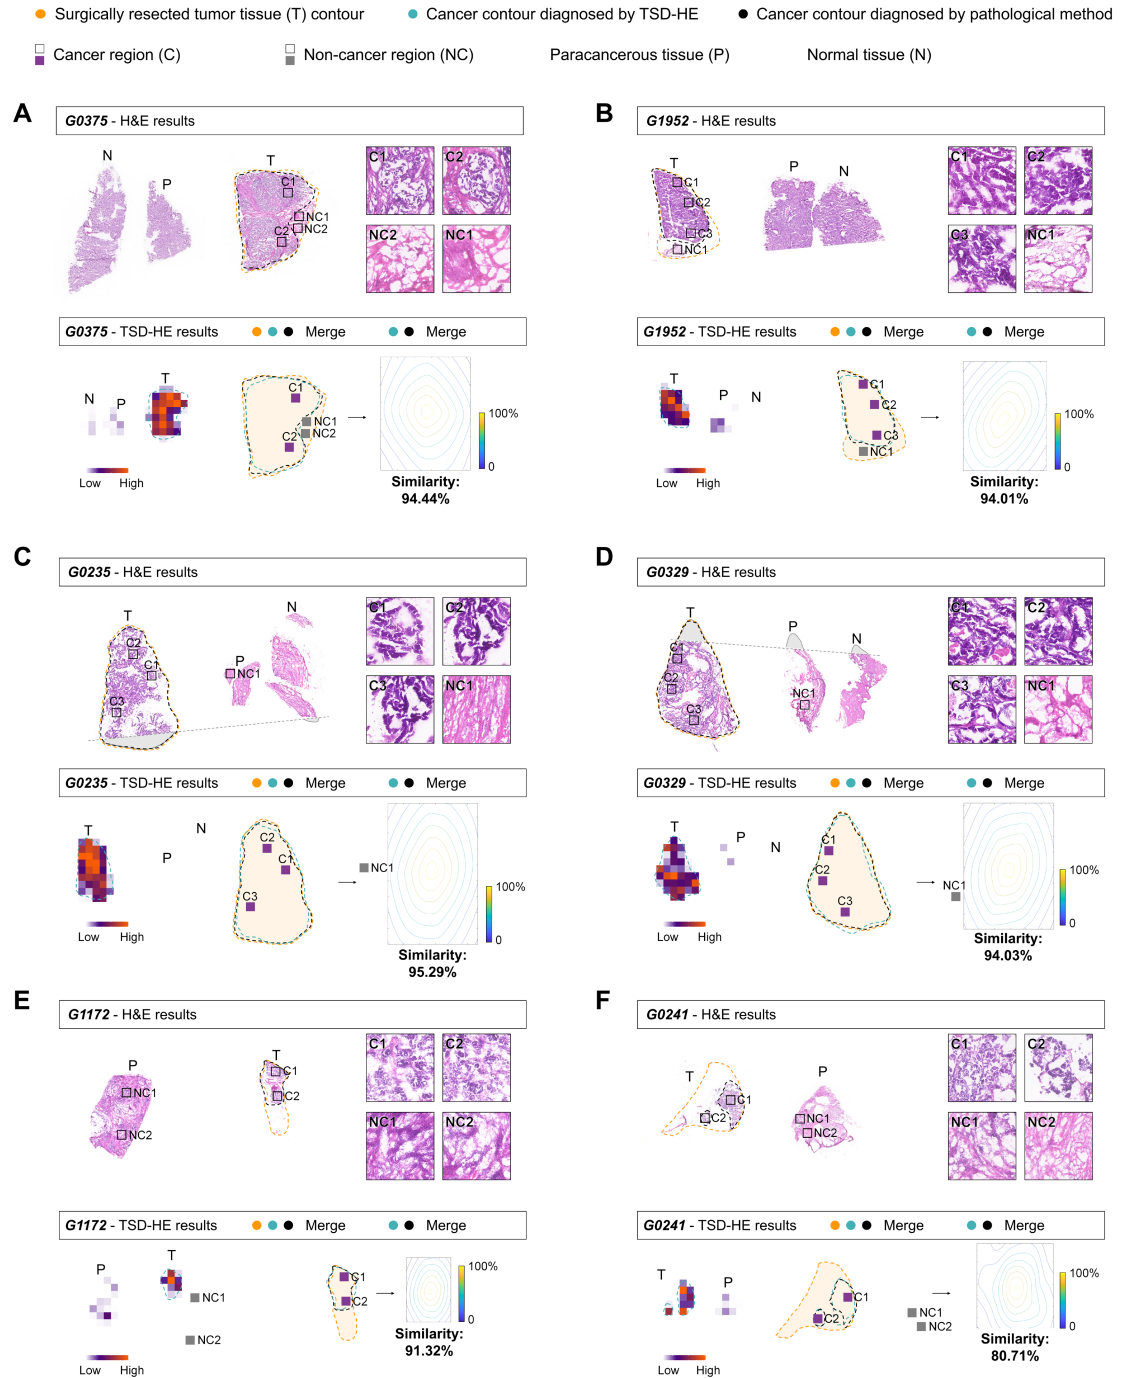 Surgically resected tumor tissue (T) contour
Cancer contour diagnosed by TSD-HE
Cancer contour diagnosed by pathological method
Cancer region (C)
Non-cancer region (NC)
Paracancerous tissue (P)
Normal tissue (N)
A
G0375 - H&E results
N
P
T
C1
NC1
NC2
C2
C1
C2
NC2
NC1
G0375 - TSD-HE results
Merge
Merge
N
P
T
Low
High
C1
NC1
NC2
C2
100%
0
Similarity:
94.44%
B
G1952 - H&E results
T
C1
C2
C3
NC1
P
N
C1
C2
C3
NC1
G1952 - TSD-HE results
Merge
Merge
T
P
N
Low
High
C1
C2
C3
NC1
100%
0
Similarity:
94.01%
C
G0235 - H&E results
T
C2
C1
C3
P
NC1
N
C1
C2
C3
NC1
G0235 - TSD-HE results
Merge
Merge
T
P
N
Low
High
C2
C1
C3
NC1
100%
0
Similarity:
95.29%
D
G0329 - H&E results
T
C1
C2
C3
P
NC1
N
C1
C2
C3
NC1
G0329 - TSD-HE results
Merge
Merge
T
P
N
Low
High
C1
C2
C3
NC1
100%
0
Similarity:
94.03%
E
G1172 - H&E results
P
NC1
NC2
T
C1
C2
C1
C2
NC1
NC2
G1172 - TSD-HE results
Merge
Merge
P
T
NC1
NC2
Low
High
C1
C2
100%
0
Similarity:
91.32%
F
G0241 - H&E results
T
C1
C2
P
NC1
NC2
C1
C2
NC1
NC2
G0241 - TSD-HE results
Merge
Merge
T
P
Low
High
C1
C2
NC1
NC2
100%
0
Similarity:
80.71%